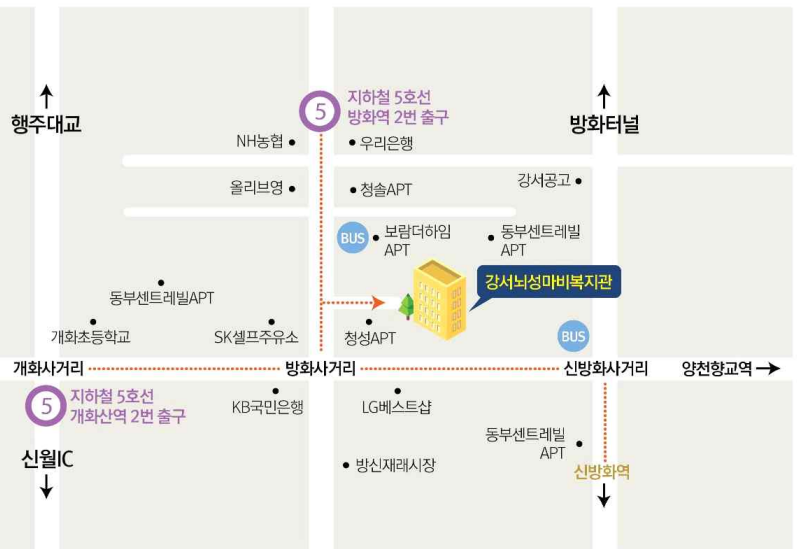 행주대교
5
지하철 5호선
방화역 2번 출구
방화터널
NH농협
우리은행
올리브영
청솔APT
강서공고
BUS
보람더하임
APT
동부센트레빌
APT
강서뇌성마비복지관
동부센트레빌APT
개화초등학교
SK셀프주유소
청성APT
BUS
개화사거리
방화사거리
신방화사거리
양천향교역
5
지하철 5호선
개화산역 2번 출구
KB국민은행
LG베스트샵
신월IC
방신재래시장
동부센트레빌
APT
신방화역